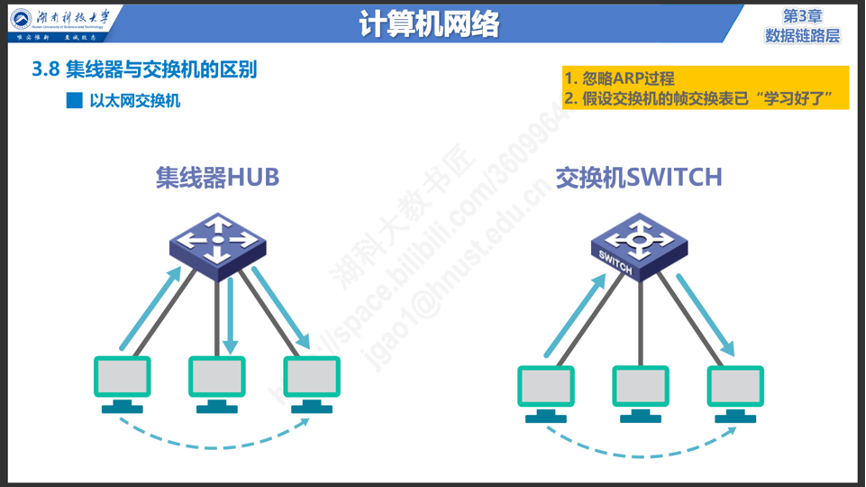 湖南科技大学
Hunan University of Science and Technology
唯实惟新 至诚致志
计算机网络
第3章
数据链路层
3.8 集线器与交换机的区别
以太网交换机
1. 忽略ARP过程
2. 假设交换机的帧交换表已“学习好了”
集线器HUB
交换机SWITCH
SWITCH
湖科大教书匠
https://space.bilibili.com/3609964
jgao1@hnust.edu.cn